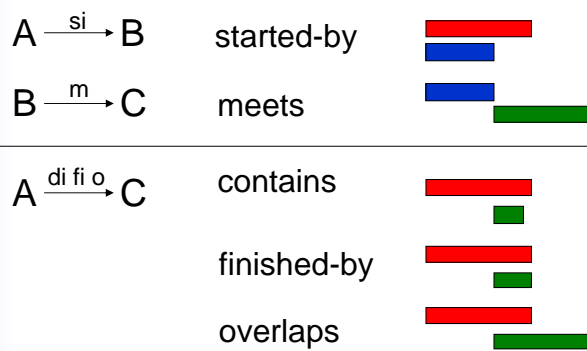 A si B started-by
B m C meets
A di fi o C contains
finished-by
overlaps